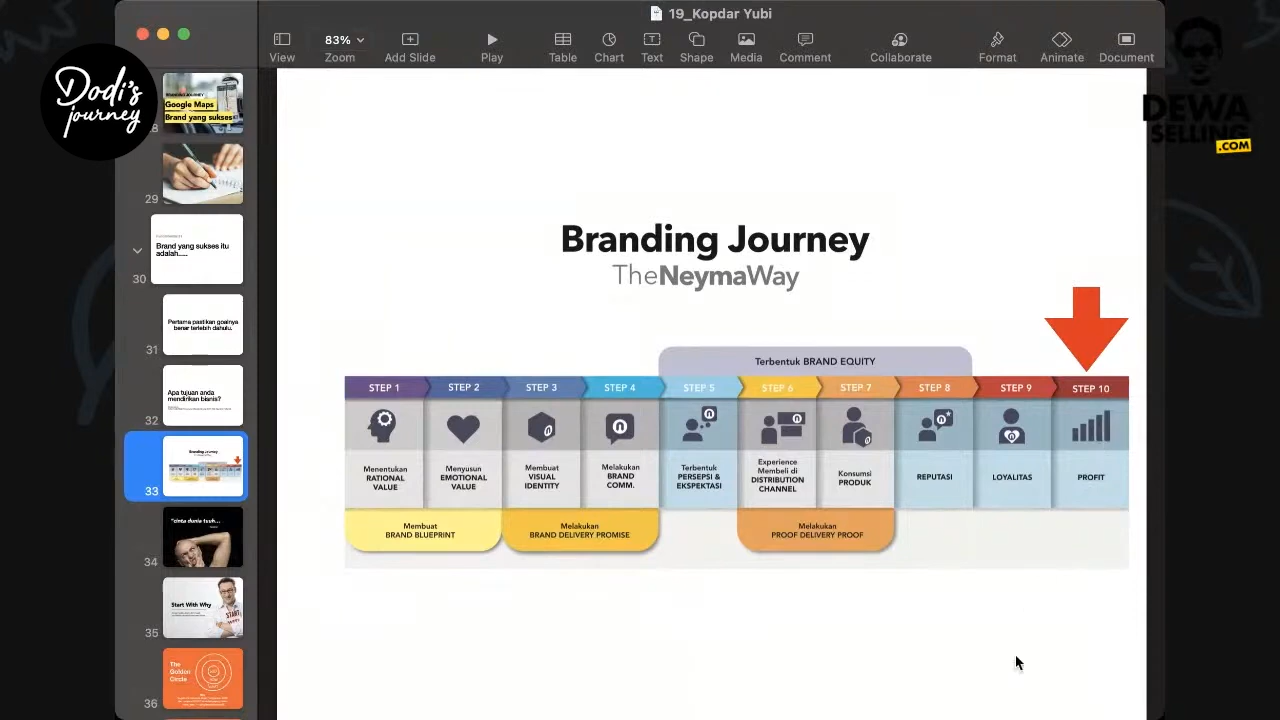 19_Kopdar Yubi
83%
View
Zoom
Add Slide
Play
Table
Chart
Text
Shape
Media
Comment
Collaborate
Format
Animate
Document
Dodi's
journey
DEWA
SELLING
.COM
Google Maps
Brand yang sukses
29
30
Brand yang sukses itu
adalah.....
31
Pertama pastikan goalnya
benar terlebih dahulu.
32
Apa tujuan anda
mendirikan bisnis?
33
Branding Journey
34
"cinta dunia tuuh...
35
Start With Why
36
The
Golden
Circle
Branding Journey
TheNeymaWay
Terbentuk BRAND EQUITY
STEP 1
STEP 2
STEP 3
STEP 4
STEP 5
STEP 6
STEP 7
STEP 8
STEP 9
STEP 10
Menentukan
RATIONAL
VALUE
Menyusun
EMOTIONAL
VALUE
Membuat
VISUAL
IDENTITY
Melakukan
BRAND
COMM.
Terbentuk
PERSEPSI &
EKSPEKTASI
Experience
Membeli di
DISTRIBUTION
CHANNEL
Konsumsi
PRODUK
REPUTASI
LOYALITAS
PROFIT
Membuat
BRAND BLUEPRINT
Melakukan
BRAND DELIVERY PROMISE
Melakukan
PROOF DELIVERY PROOF